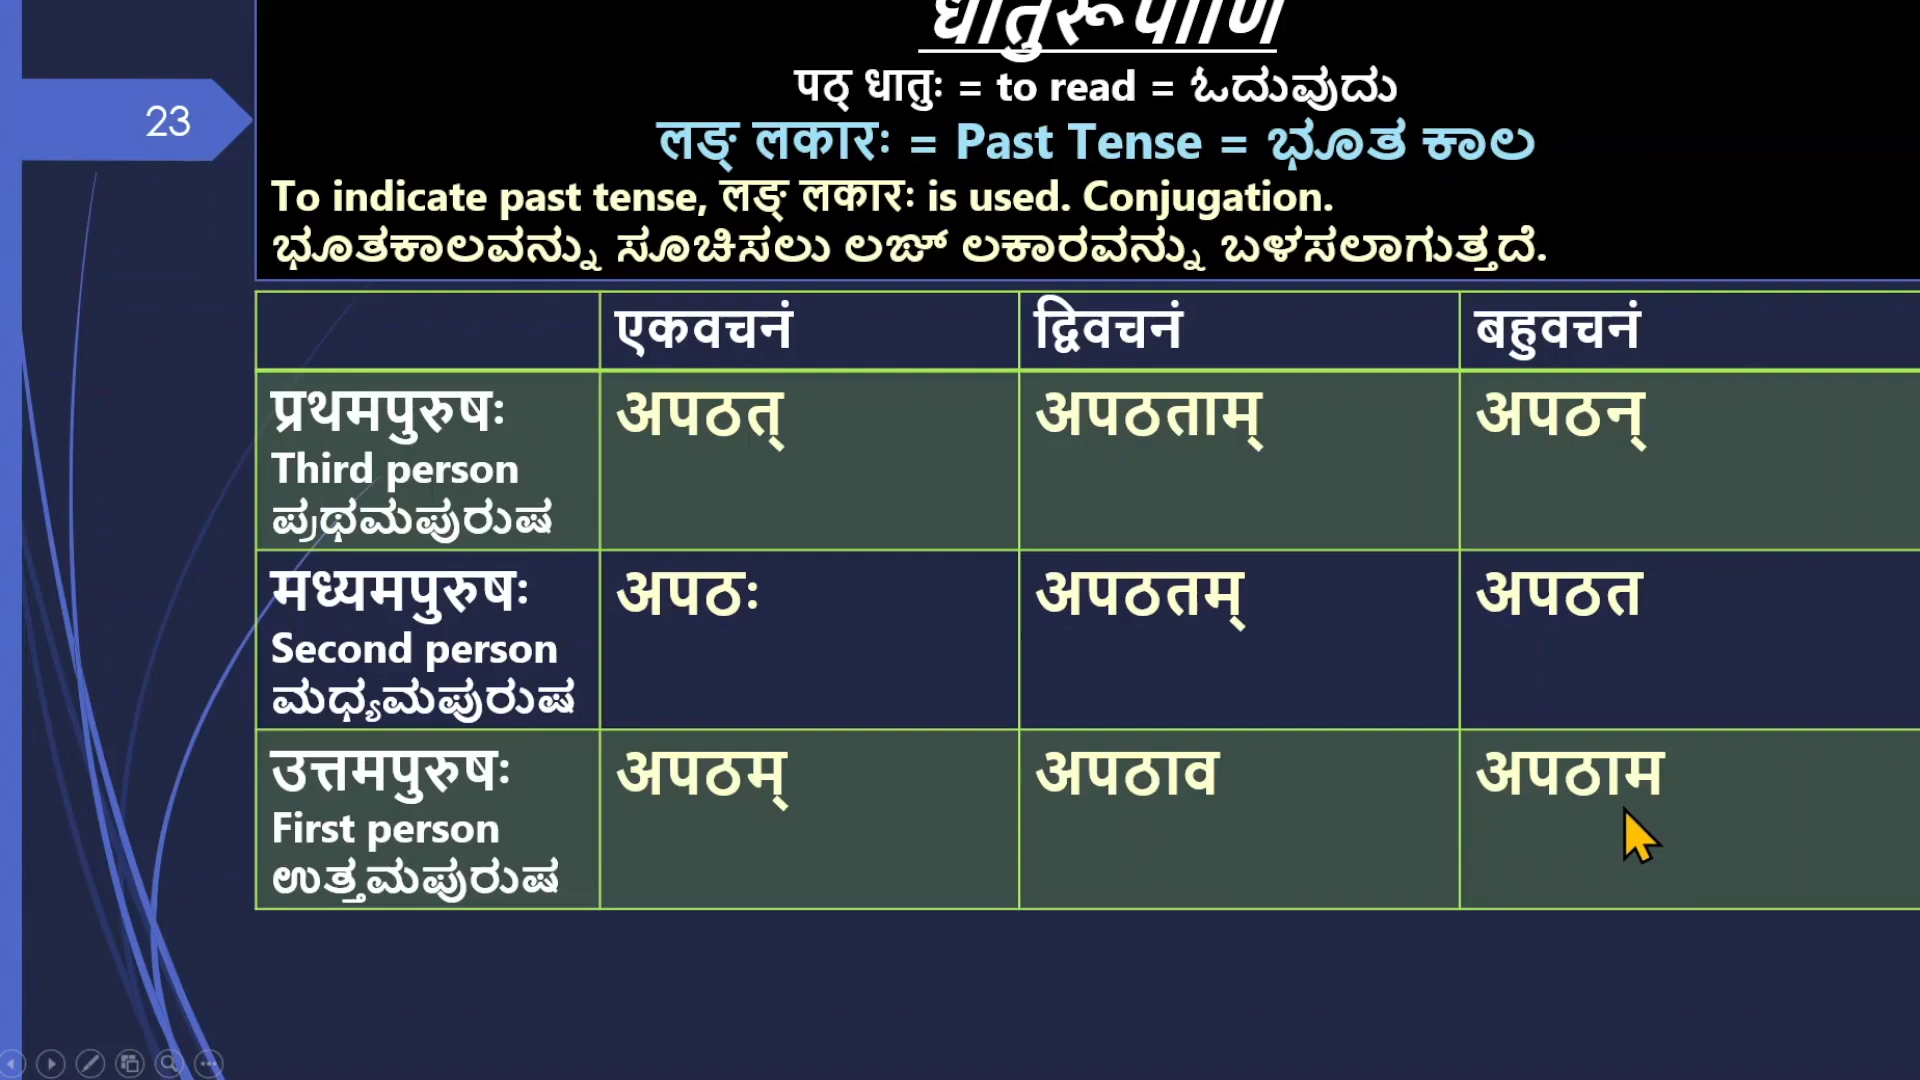 धातुरूपाणि
23
पठ् धातुः = to read = ಓದುವುದು
लङ् लकारः = Past Tense = ಭೂತ ಕಾಲ
To indicate past tense, लङ् लकारः is used. Conjugation.
ಭೂತಕಾಲವನ್ನು ಸೂಚಿಸಲು ಲಙ್ ಲಕಾರವನ್ನು ಬಳಸಲಾಗುತ್ತದೆ.
एकवचनं द्विवचनं बहुवचनं
प्रथमपुरुषः अपठत् अपठताम् अपठन्
Third person
ಪ್ರಥಮಪುರುಷ
मध्यमपुरुषः अपठः अपठतम् अपठत
Second person
ಮಧ್ಯಮಪುರುಷ
उत्तमपुरुषः अपठम् अपठाव अपठाम
First person
ಉತ್ತಮಪುರುಷ